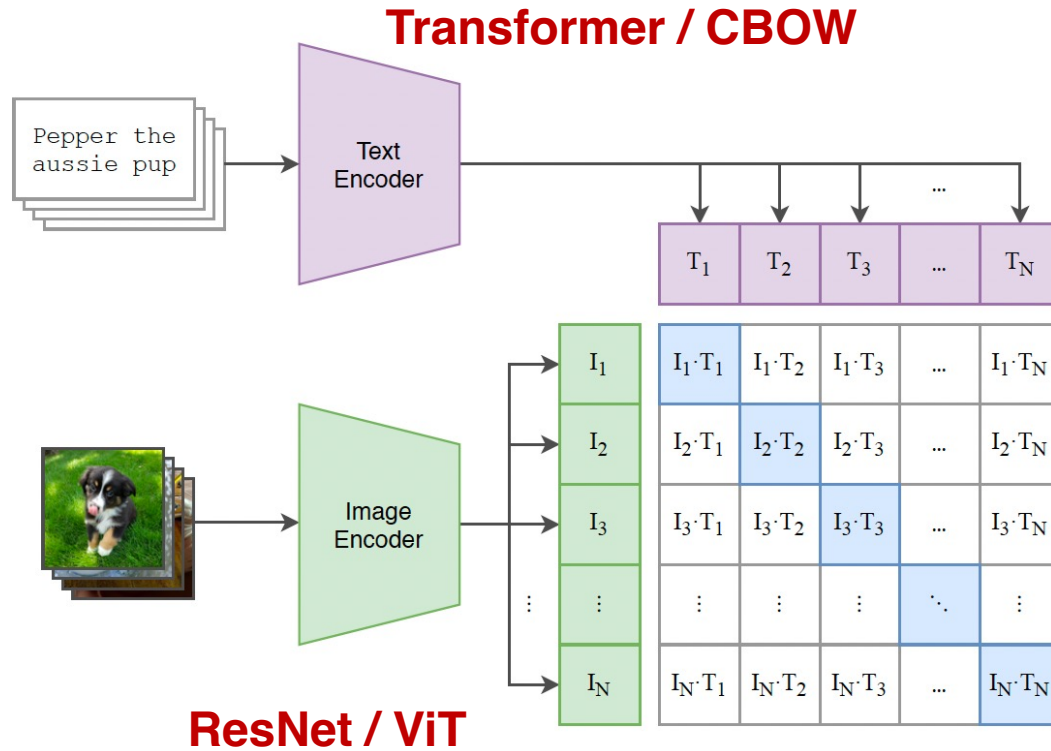 Transformer / CBOW
Pepper the
aussie pup
Text
Encoder
...
T1 T2 T3 ... TN
I1 I1·T1 I1·T2 I1·T3 ... I1·TN
I2 I2·T1 I2·T2 I2·T3 ... I2·TN
Image
Encoder
I3 I3·T1 I3·T2 I3·T3 ... I3·TN
⋮ ⋮ ⋮ ⋮ ⋮ ⋱ ⋮
IN IN·T1 IN·T2 IN·T3 ... IN·TN
ResNet / ViT